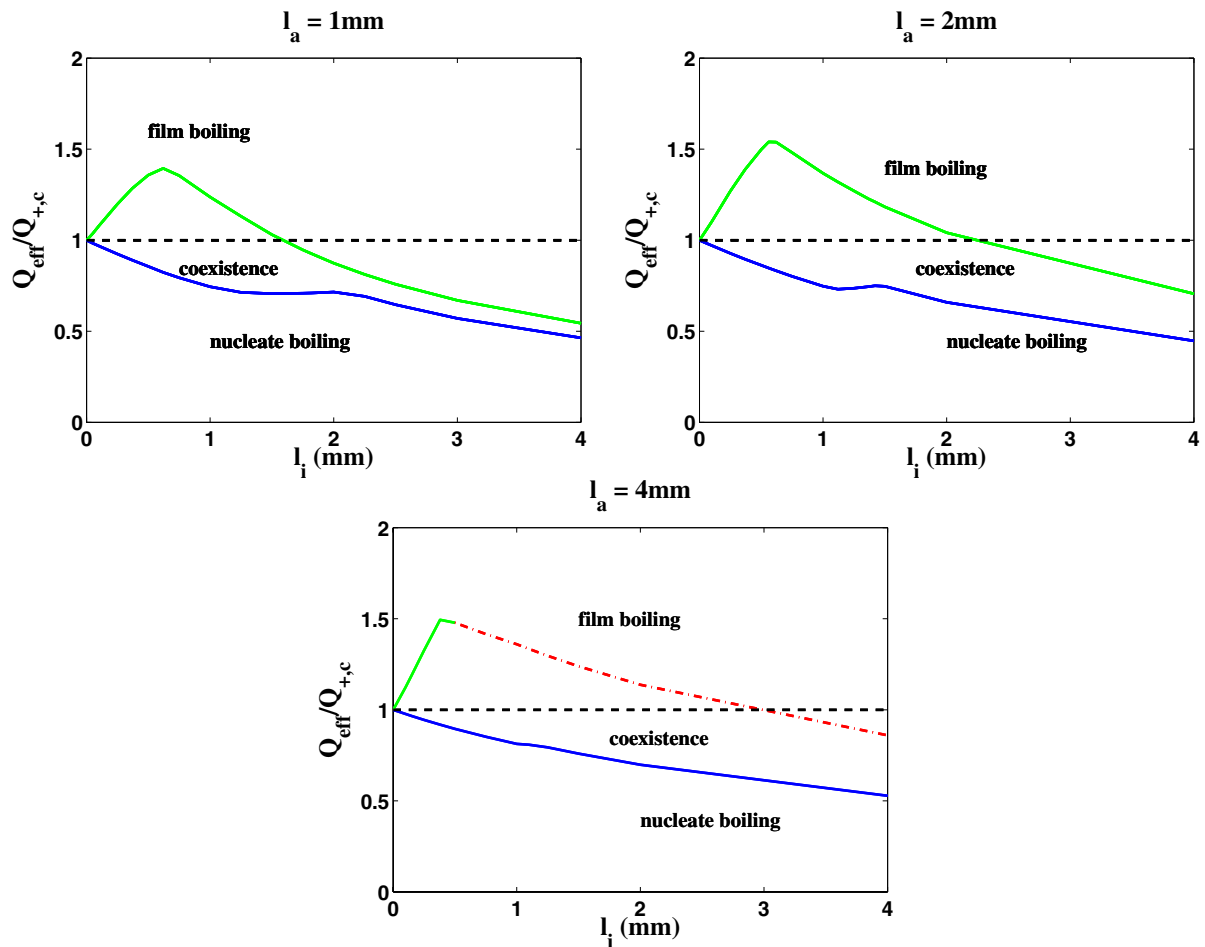 l_a = 1mm
2
1.5
1
0.5
0
Q_eff/Q_+,c
film boiling
coexistence
nucleate boiling
0 1 2 3 4
l_i (mm)
l_a = 2mm
2
1.5
1
0.5
0
Q_eff/Q_+,c
film boiling
coexistence
nucleate boiling
0 1 2 3 4
l_i (mm)
l_a = 4mm
2
1.5
1
0.5
0
Q_eff/Q_+,c
film boiling
coexistence
nucleate boiling
0 1 2 3 4
l_i (mm)